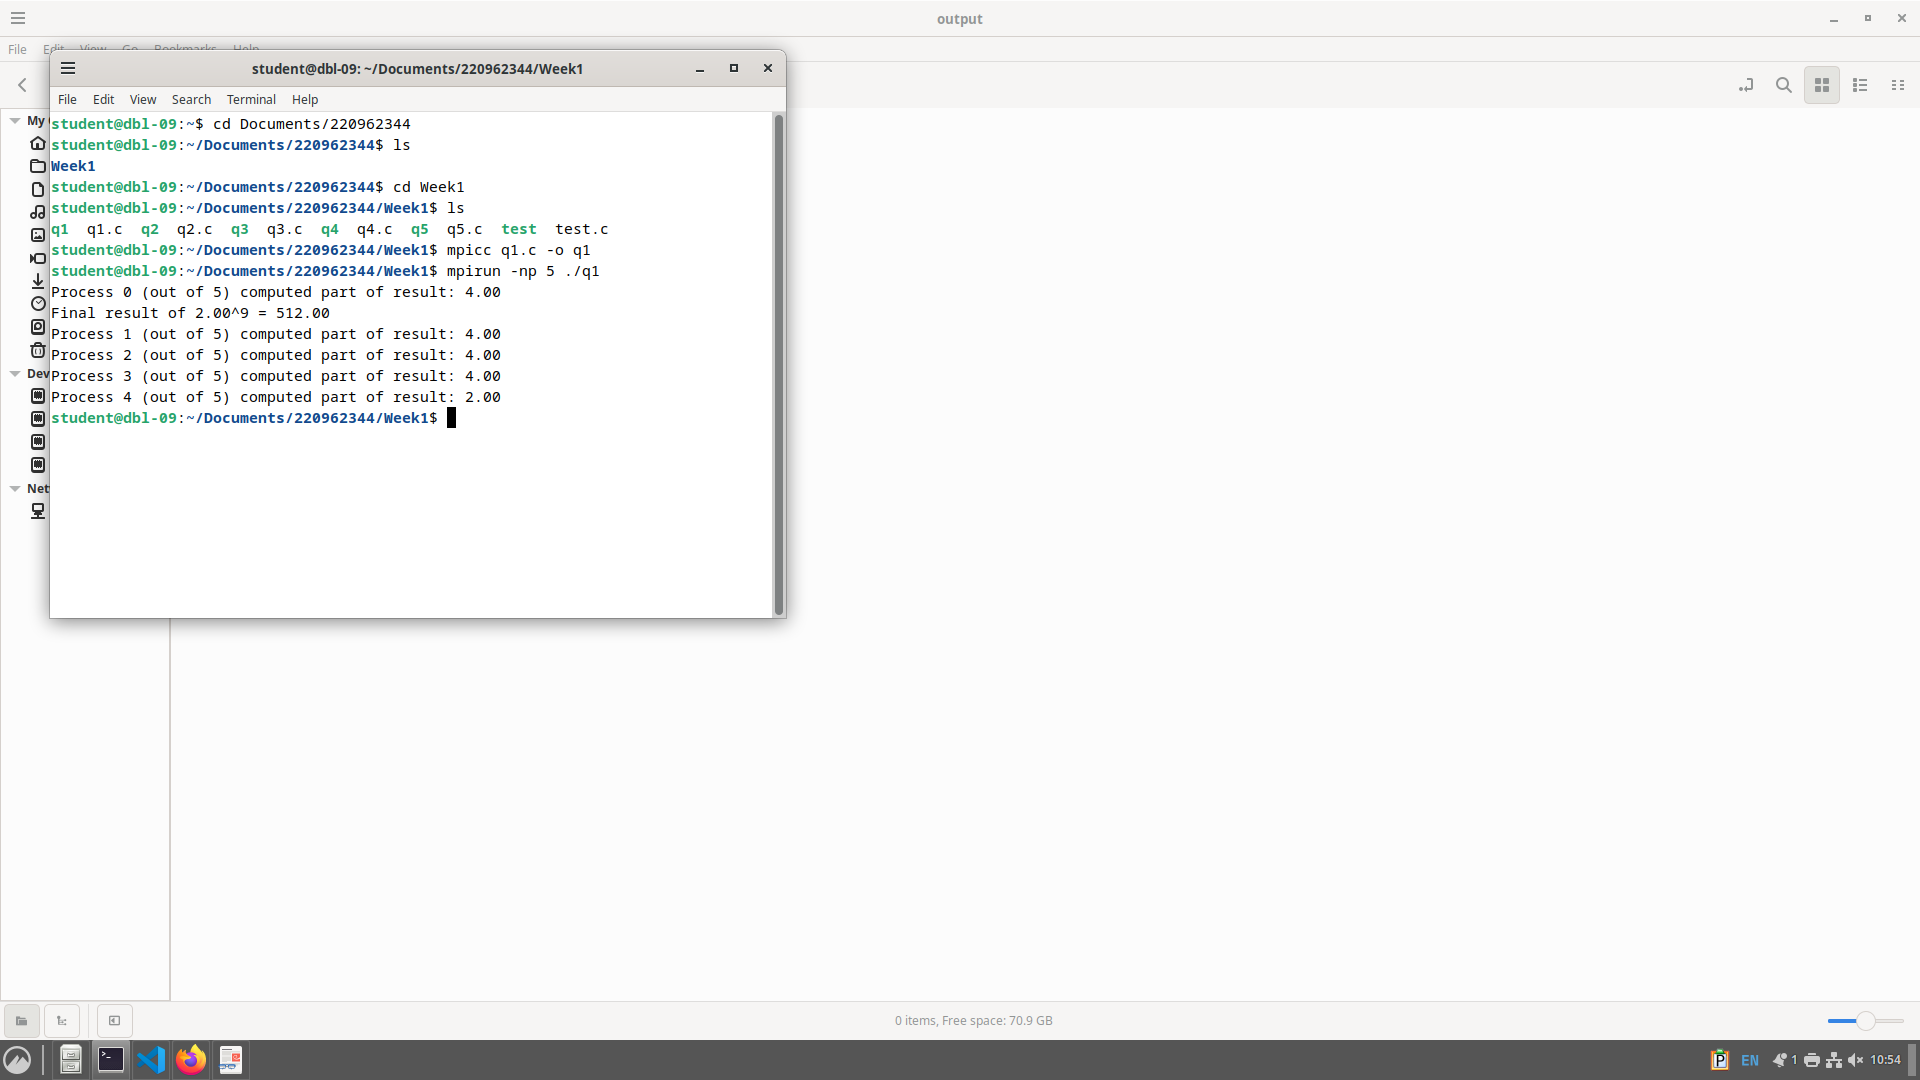 output
File Edit View Go Bookmarks Help
student@dbl-09: ~/Documents/220962344/Week1
File Edit View Search Terminal Help
My
Dev
Net
student@dbl-09:~$ cd Documents/220962344
student@dbl-09:~/Documents/220962344$ ls
Week1
student@dbl-09:~/Documents/220962344$ cd Week1
student@dbl-09:~/Documents/220962344/Week1$ ls
q1 q1.c q2 q2.c q3 q3.c q4 q4.c q5 q5.c test test.c
student@dbl-09:~/Documents/220962344/Week1$ mpicc q1.c -o q1
student@dbl-09:~/Documents/220962344/Week1$ mpirun -np 5 ./q1
Process 0 (out of 5) computed part of result: 4.00
Final result of 2.00^9 = 512.00
Process 1 (out of 5) computed part of result: 4.00
Process 2 (out of 5) computed part of result: 4.00
Process 3 (out of 5) computed part of result: 4.00
Process 4 (out of 5) computed part of result: 2.00
student@dbl-09:~/Documents/220962344/Week1$
0 items, Free space: 70.9 GB
EN 1 10:54